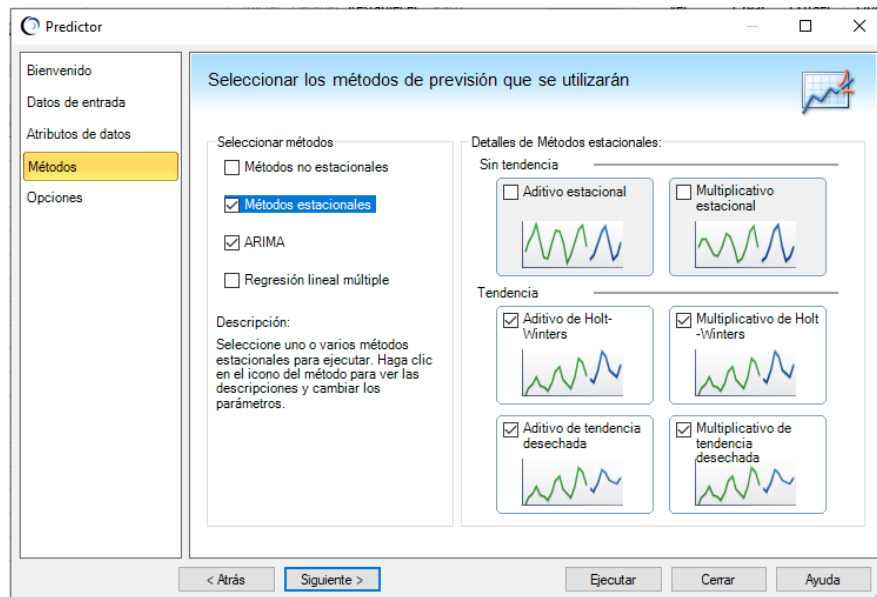 Predictor
Bienvenido
Datos de entrada
Atributos de datos
Métodos
Opciones
Seleccionar los métodos de previsión que se utilizarán
Seleccionar métodos
Métodos no estacionales
Métodos estacionales
ARIMA
Regresión lineal múltiple
Descripción:
Seleccione uno o varios métodos
estacionales para ejecutar. Haga clic
en el icono del método para ver las
descripciones y cambiar los
parámetros.
Detalles de Métodos estacionales:
Sin tendencia
Aditivo estacional
Multiplicativo
estacional
Tendencia
Aditivo de Holt-
Winters
Multiplicativo de Holt
-Winters
Aditivo de tendencia
desechada
Multiplicativo de
tendencia
desechada
< Atrás
Siguiente >
Ejecutar
Cerrar
Ayuda